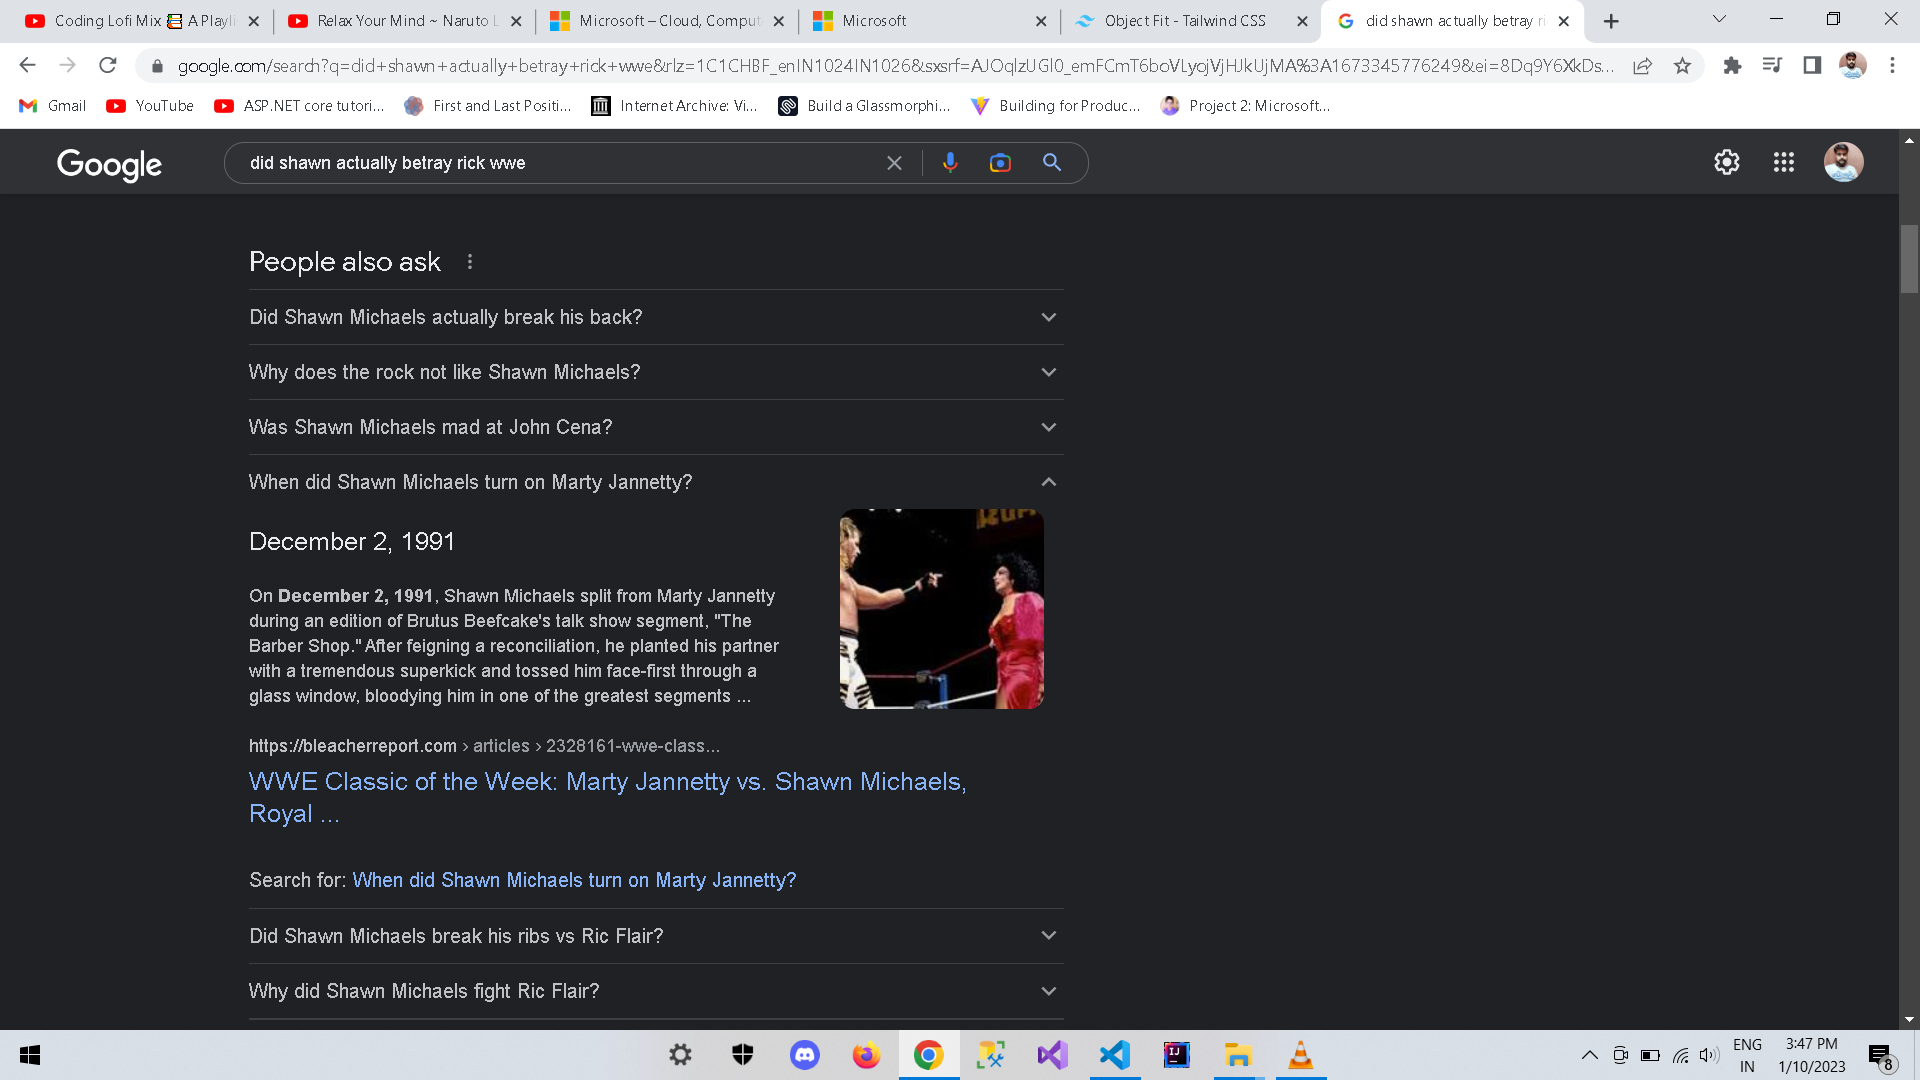 Coding Lofi Mix 📚 A Playli
Relax Your Mind ~ Naruto L
Microsoft – Cloud, Comput
Microsoft
Object Fit - Tailwind CSS
did shawn actually betray ri
google.com/search?q=did+shawn+actually+betray+rick+wwe&rlz=1C1CHBF_enIN1024IN1026&sxsrf=AJOqlzUGl0_emFCmT6boVLyojVjHJkUjMA%3A1673345776249&ei=8Dq9Y6XkDs...
Gmail
YouTube
ASP.NET core tutori...
First and Last Positi...
Internet Archive: Vi...
Build a Glassmorphi...
Building for Produc...
Project 2: Microsoft...
Google
did shawn actually betray rick wwe
People also ask
Did Shawn Michaels actually break his back?
Why does the rock not like Shawn Michaels?
Was Shawn Michaels mad at John Cena?
When did Shawn Michaels turn on Marty Jannetty?
December 2, 1991
On December 2, 1991, Shawn Michaels split from Marty Jannetty
during an edition of Brutus Beefcake's talk show segment, "The
Barber Shop." After feigning a reconciliation, he planted his partner
with a tremendous superkick and tossed him face-first through a
glass window, bloodying him in one of the greatest segments ...
https://bleacherreport.com › articles › 2328161-wwe-class...
WWE Classic of the Week: Marty Jannetty vs. Shawn Michaels,
Royal ...
Search for: When did Shawn Michaels turn on Marty Jannetty?
Did Shawn Michaels break his ribs vs Ric Flair?
Why did Shawn Michaels fight Ric Flair?
ENG
IN
3:47 PM
1/10/2023
8